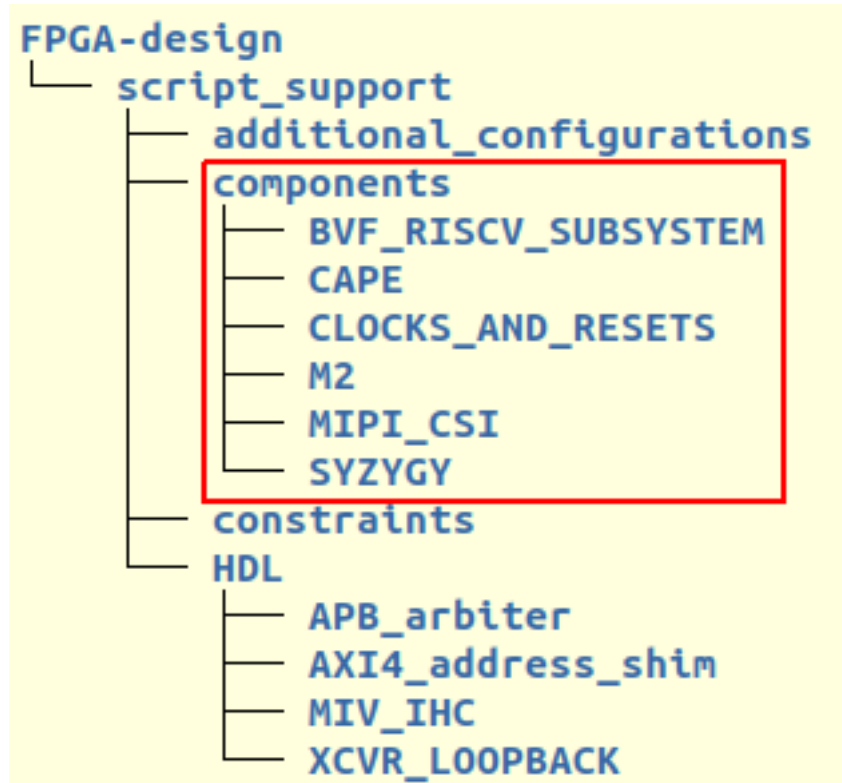 FPGA-design
script_support
additional_configurations
components
BVF_RISCV_SUBSYSTEM
CAPE
CLOCKS_AND_RESETS
M2
MIPI_CSI
SYZYGY
constraints
HDL
APB_arbiter
AXI4_address_shim
MIV_IHC
XCVR_LOOPBACK